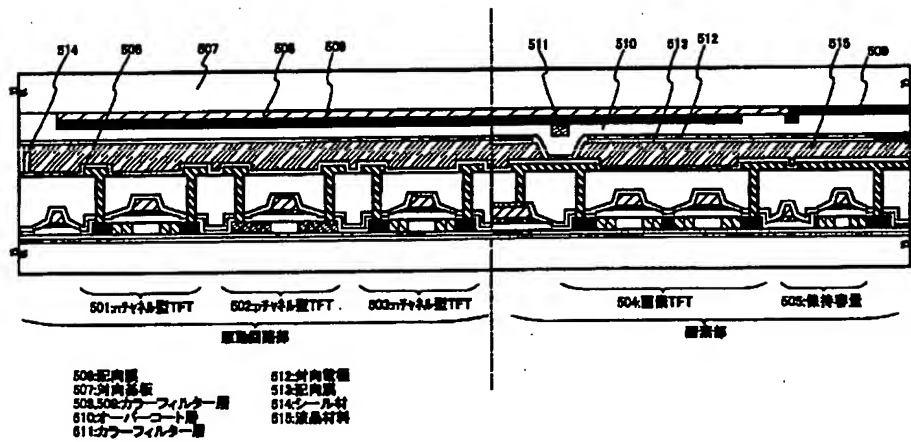 514 506 507 508 509 511 510 513 512 515 509
501:nチャネル型TFT 502:pチャネル型TFT 503:nチャネル型TFT 504:画素TFT 505:保持容量
駆動回路部 画素部
506:配向膜
507:対向基板
508,509:カラーフィルター層
510:オーバーコート層
511:カラーフィルター層
512:対向電極
513:配向膜
514:シール材
515:液晶材料